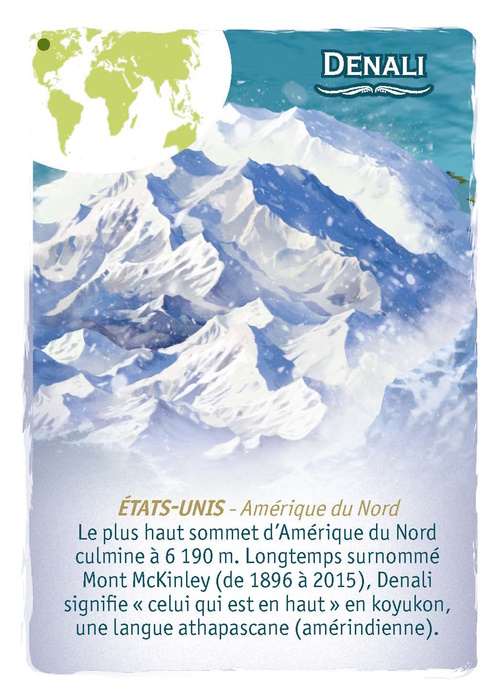 DENALI
ÉTATS-UNIS - Amérique du Nord
Le plus haut sommet d'Amérique du Nord
culmine à 6 190 m. Longtemps surnommé
Mont McKinley (de 1896 à 2015), Denali
signifie « celui qui est en haut » en koyukon,
une langue athapascane (amérindienne).